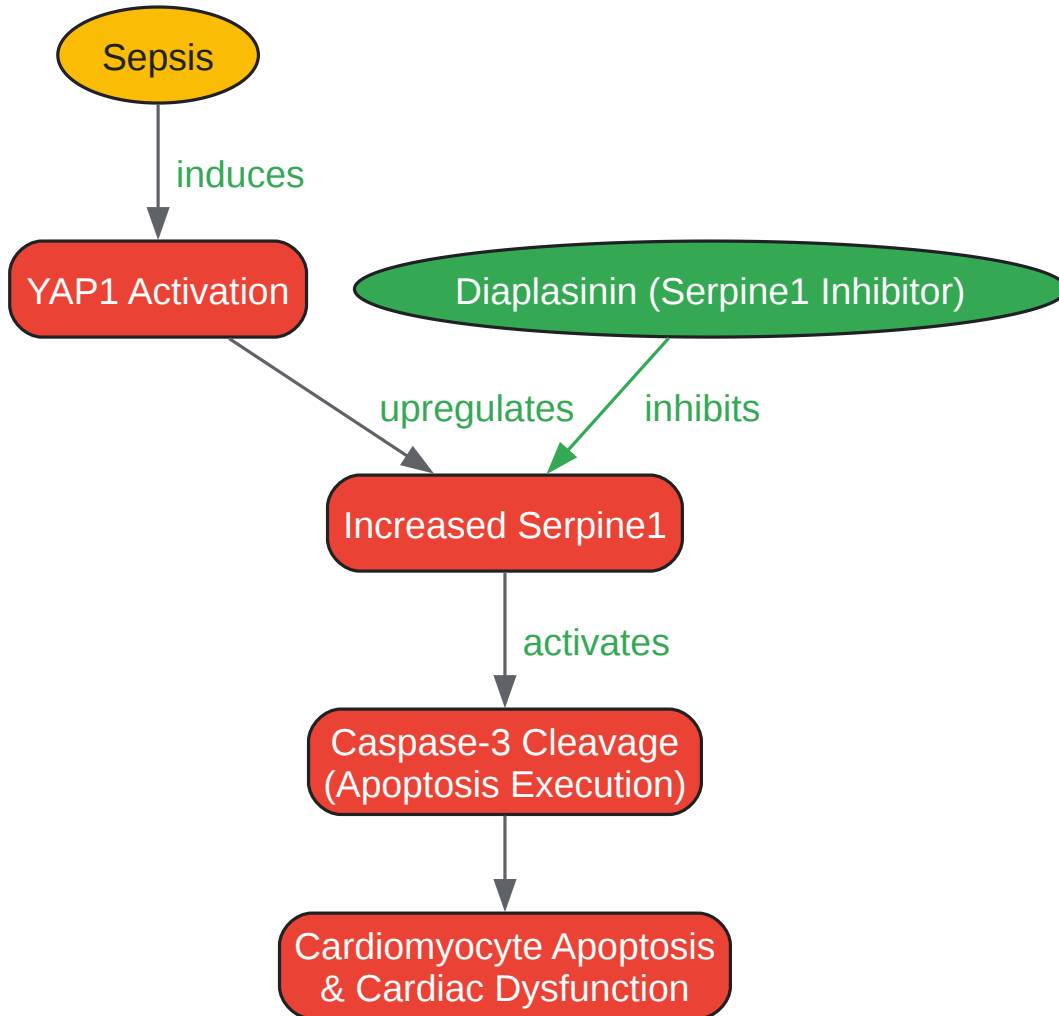 Sepsis
induces
YAP1 Activation
Diaplasinin (Serpine1 Inhibitor)
upregulates
inhibits
Increased Serpine1
activates
Caspase-3 Cleavage
(Apoptosis Execution)
Cardiomyocyte Apoptosis
& Cardiac Dysfunction